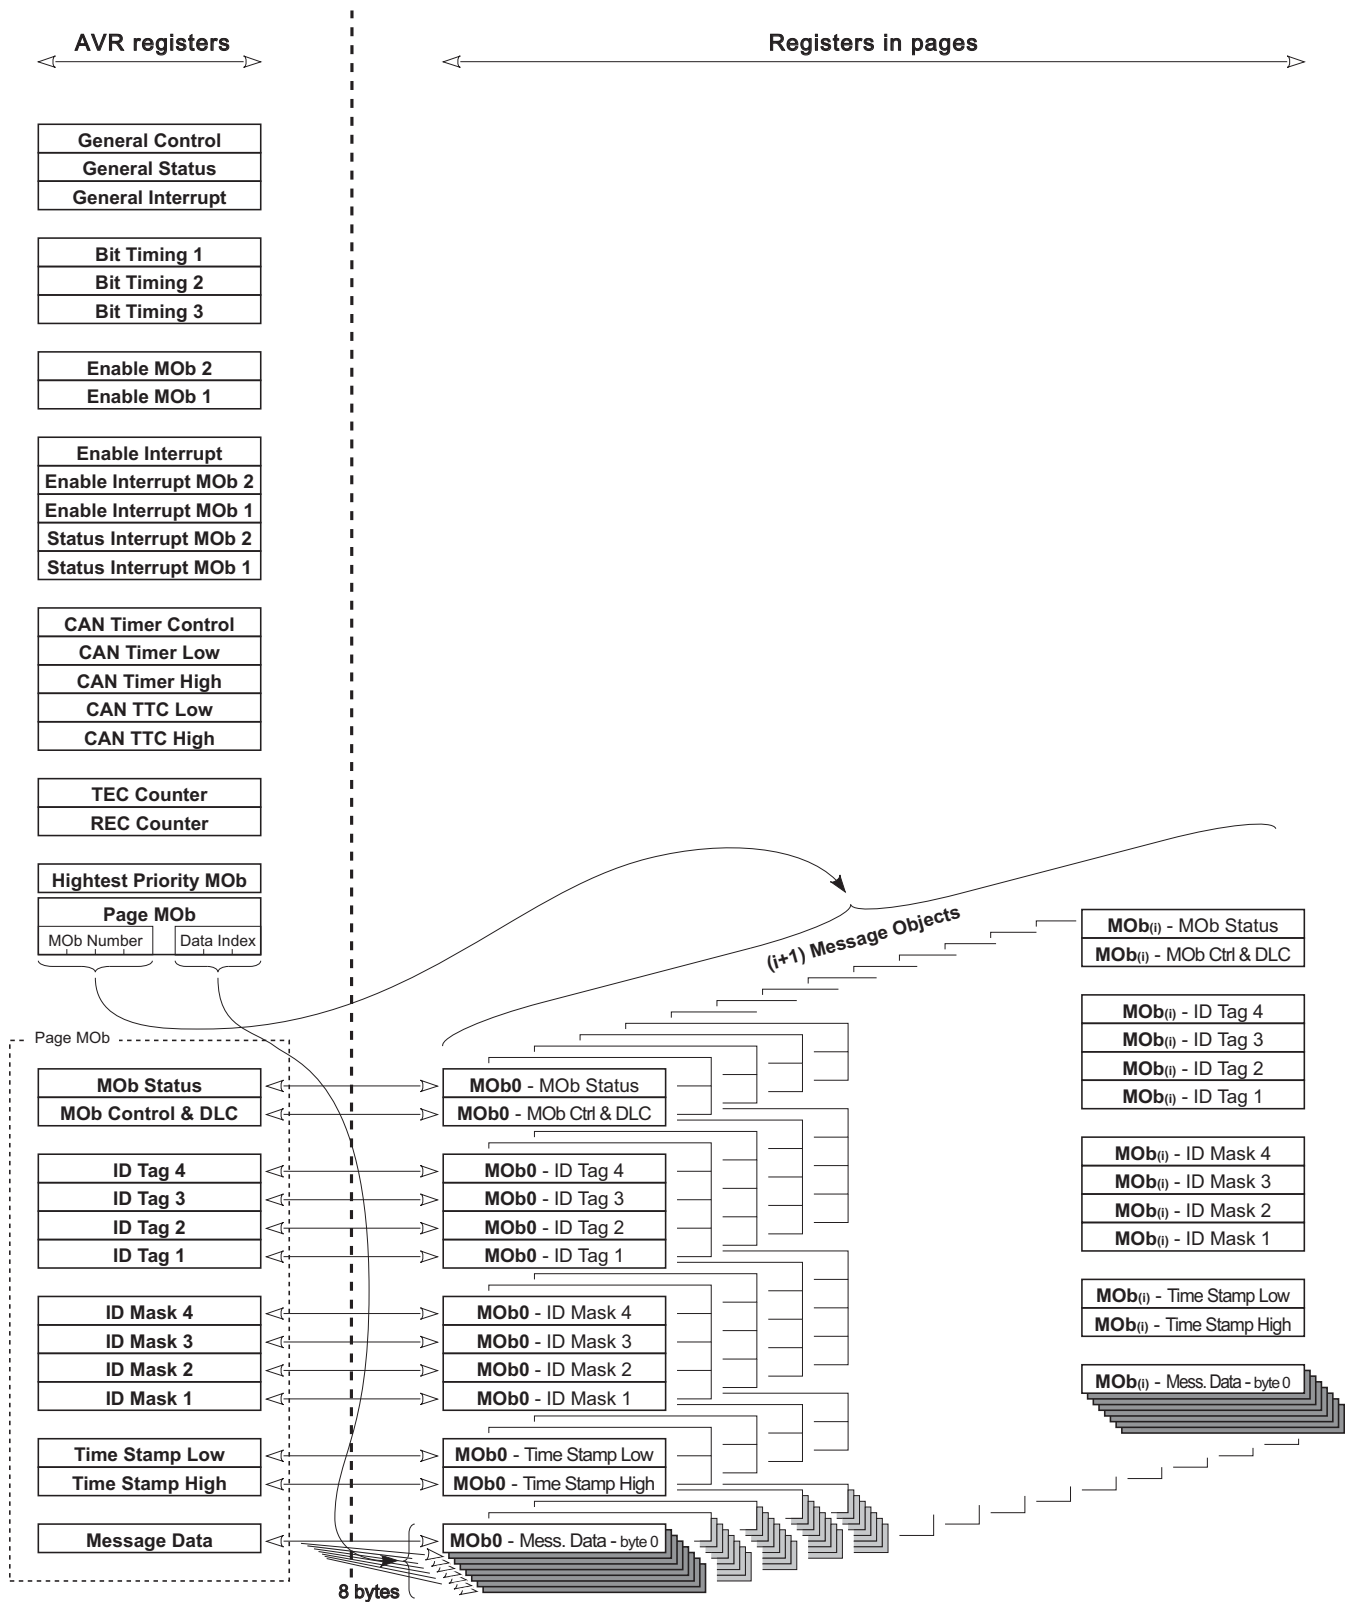 AVR registers
Registers in pages
General Control
General Status
General Interrupt
Bit Timing 1
Bit Timing 2
Bit Timing 3
Enable MOb 2
Enable MOb 1
Enable Interrupt
Enable Interrupt MOb 2
Enable Interrupt MOb 1
Status Interrupt MOb 2
Status Interrupt MOb 1
CAN Timer Control
CAN Timer Low
CAN Timer High
CAN TTC Low
CAN TTC High
TEC Counter
REC Counter
Hightest Priority MOb
Page MOb
MOb Number
Data Index
Page MOb
MOb Status
MOb Control & DLC
ID Tag 4
ID Tag 3
ID Tag 2
ID Tag 1
ID Mask 4
ID Mask 3
ID Mask 2
ID Mask 1
Time Stamp Low
Time Stamp High
Message Data
8 bytes
MOb0 - MOb Status
MOb0 - MOb Ctrl & DLC
MOb0 - ID Tag 4
MOb0 - ID Tag 3
MOb0 - ID Tag 2
MOb0 - ID Tag 1
MOb0 - ID Mask 4
MOb0 - ID Mask 3
MOb0 - ID Mask 2
MOb0 - ID Mask 1
MOb0 - Time Stamp Low
MOb0 - Time Stamp High
MOb0 - Mess. Data - byte 0
(i+1) Message Objects
MOb(i) - MOb Status
MOb(i) - MOb Ctrl & DLC
MOb(i) - ID Tag 4
MOb(i) - ID Tag 3
MOb(i) - ID Tag 2
MOb(i) - ID Tag 1
MOb(i) - ID Mask 4
MOb(i) - ID Mask 3
MOb(i) - ID Mask 2
MOb(i) - ID Mask 1
MOb(i) - Time Stamp Low
MOb(i) - Time Stamp High
MOb(i) - Mess. Data - byte 0